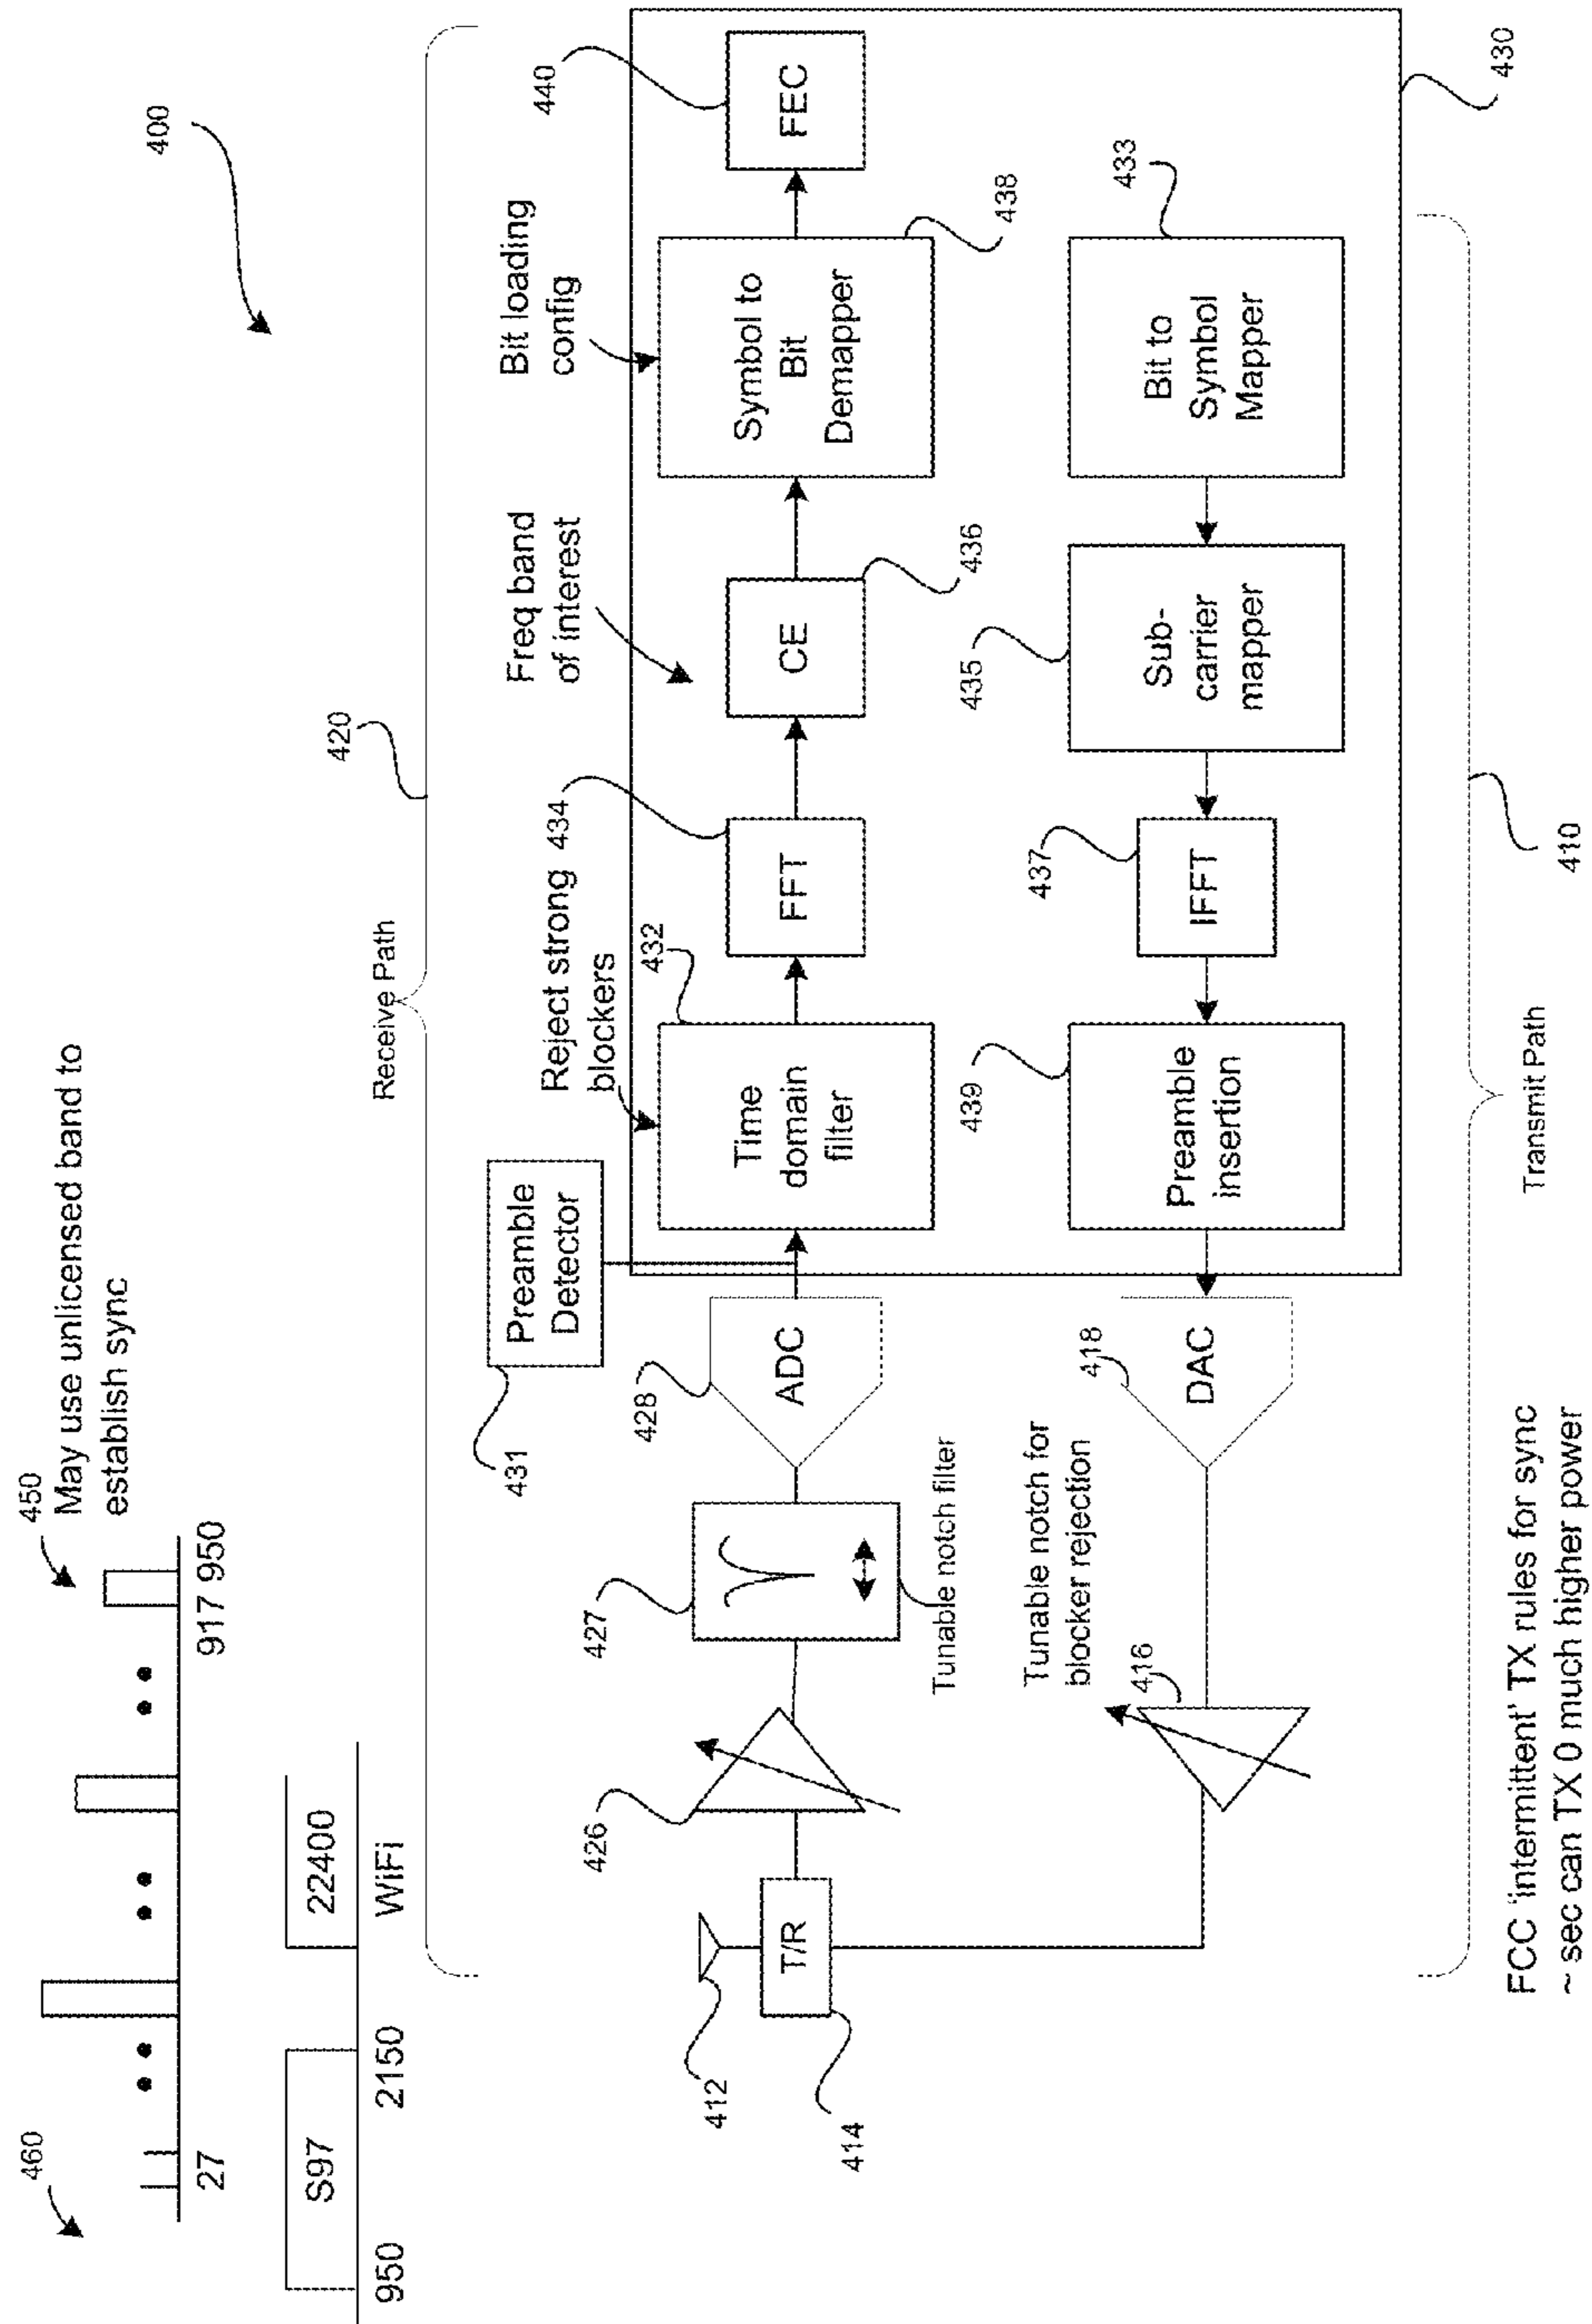 400
460
450
May use unlicensed band to
establish sync
27
917 950
S97
22400
950
2150
WiFi
Receive Path
420
Reject strong
blockers
Freq band
of interest
Bit loading
config
431
Preamble
Detector
412
T/R
414
426
427
Tunable notch filter
428
ADC
432
Time
domain
filter
434
FFT
CE
436
Symbol to
Bit
Demapper
438
440
FEC
Tunable notch for
blocker rejection
416
418
DAC
439
Preamble
insertion
437
IFFT
435
Sub-
carrier
mapper
433
Bit to
Symbol
Mapper
430
Transmit Path
410
FCC 'intermittent' TX rules for sync
~ sec can TX 0 much higher power